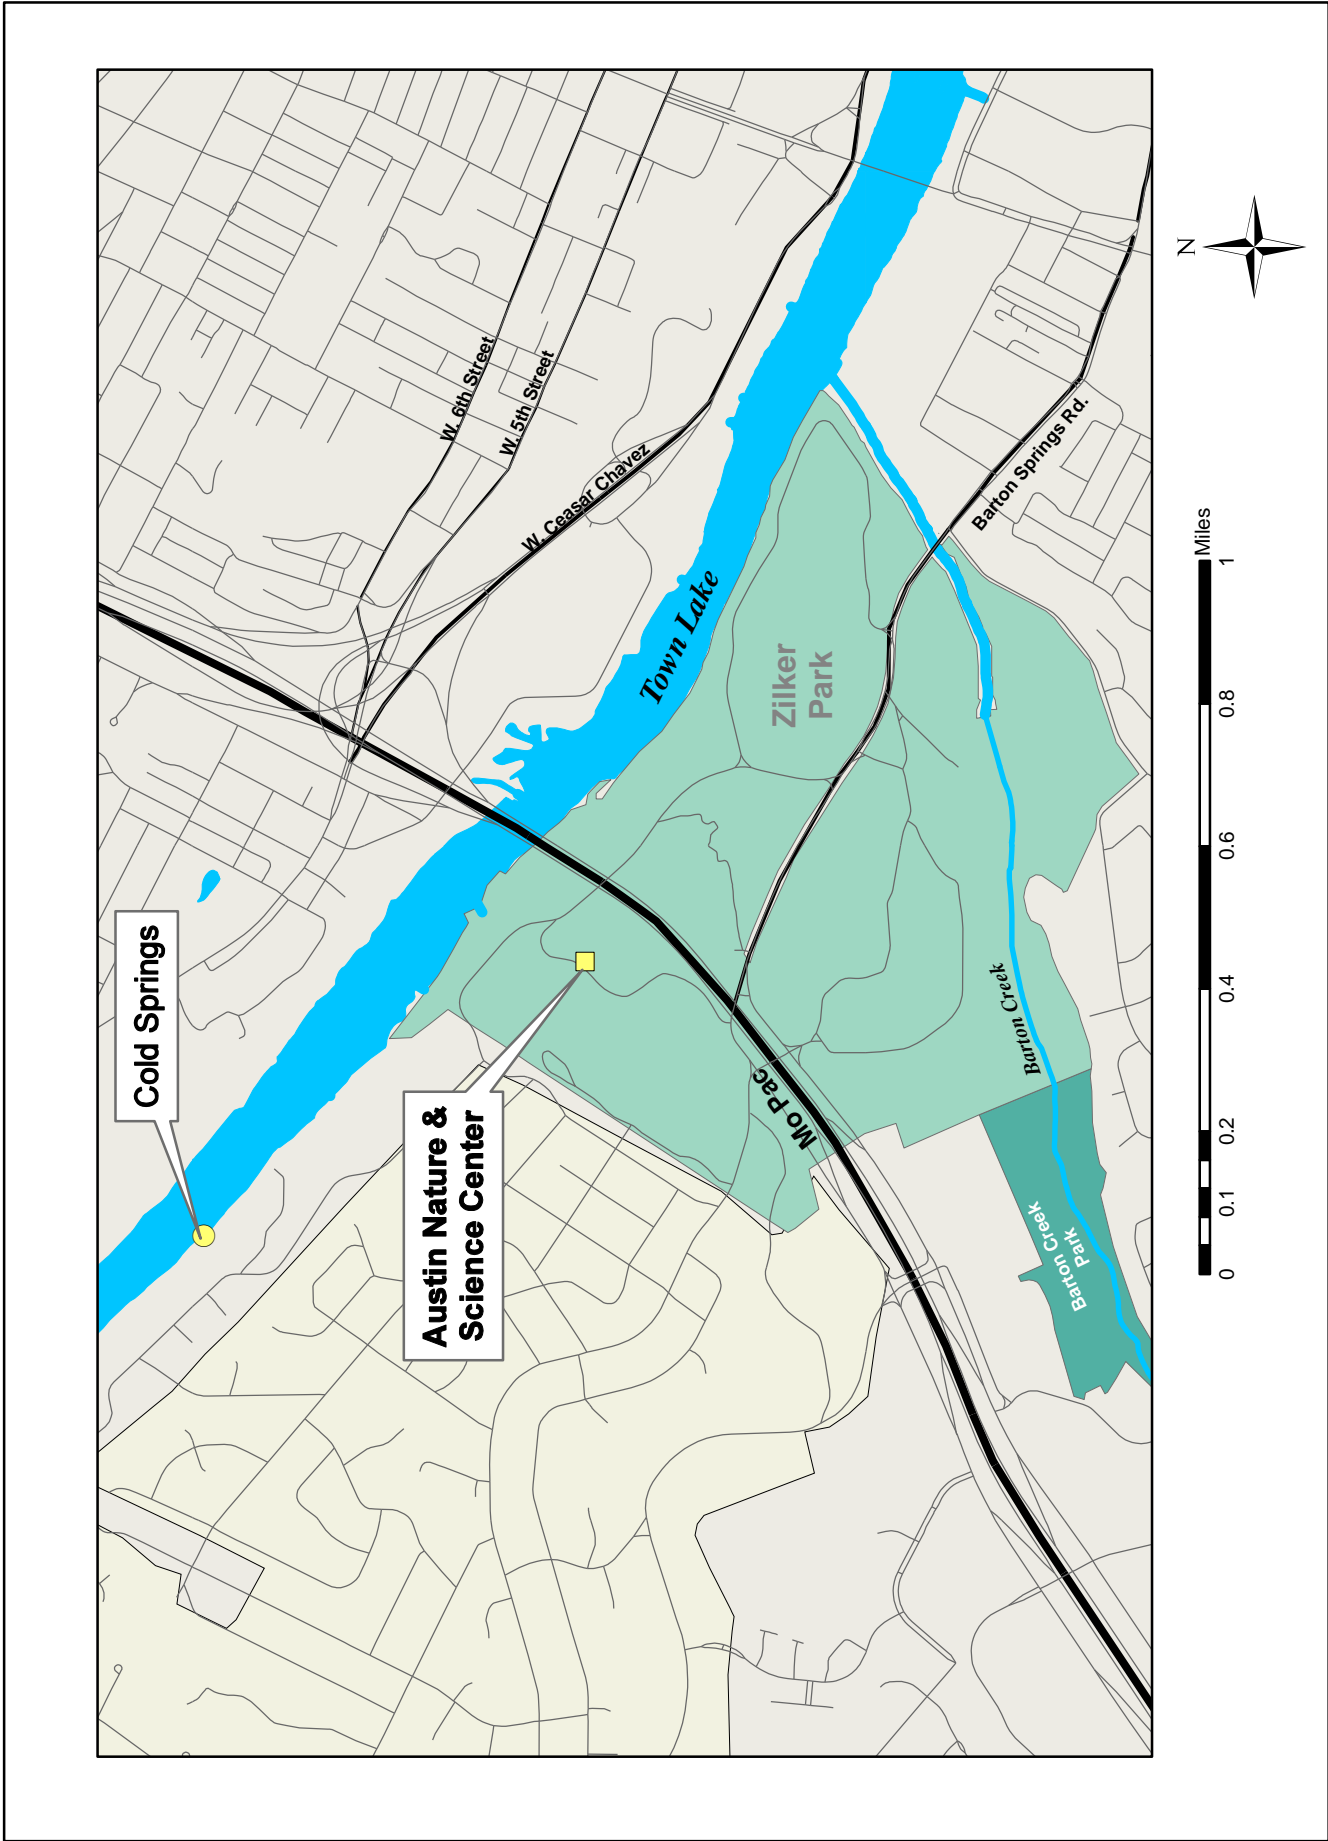 Cold Springs
Austin Nature &
Science Center
W. 6th Street
W. 5th Street
W. Ceasar Chavez
Town Lake
Zilker
Park
Mo Pac
Barton Springs Rd.
Barton Creek
Barton Creek
Park
N
0 0.1 0.2 0.4 0.6 0.8 1
Miles